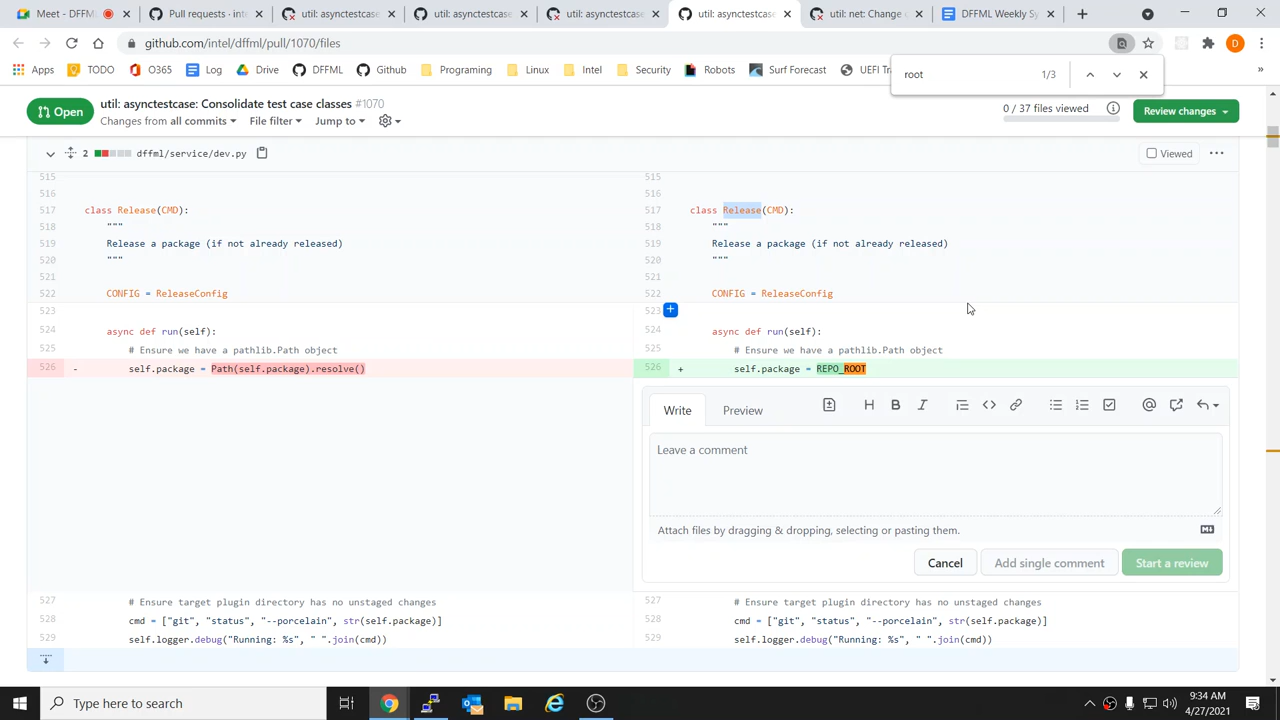 Meet - DFFML
Pull requests · inte
util: asynctestcase
util: asynctestcase:
util: asynctestcase
util: asynctestcase:
util: net: Change c
DFFML Weekly Sy
github.com/intel/dffml/pull/1070/files
D
Apps
TODO
O365
Log
Drive
DFFML
Github
Programing
Linux
Intel
Security
Robots
Surf Forecast
UEFI
»
root
1/3
Open
util: asynctestcase: Consolidate test case classes #1070
Changes from all commits
File filter
Jump to
0 / 37 files viewed
Review changes
2
dffml/service/dev.py
Viewed
515
516
517 class Release(CMD):
518 """
519 Release a package (if not already released)
520 """
521
522 CONFIG = ReleaseConfig
523
524 async def run(self):
525 # Ensure we have a pathlib.Path object
526 - self.package = Path(self.package).resolve()
527 # Ensure target plugin directory has no unstaged changes
528 cmd = ["git", "status", "--porcelain", str(self.package)]
529 self.logger.debug("Running: %s", " ".join(cmd))
515
516
517 class Release(CMD):
518 """
519 Release a package (if not already released)
520 """
521
522 CONFIG = ReleaseConfig
523
524 async def run(self):
525 # Ensure we have a pathlib.Path object
526 + self.package = REPO_ROOT
Write
Preview
Leave a comment
Attach files by dragging & dropping, selecting or pasting them.
Cancel
Add single comment
Start a review
527 # Ensure target plugin directory has no unstaged changes
528 cmd = ["git", "status", "--porcelain", str(self.package)]
529 self.logger.debug("Running: %s", " ".join(cmd))
Type here to search
9:34 AM
4/27/2021